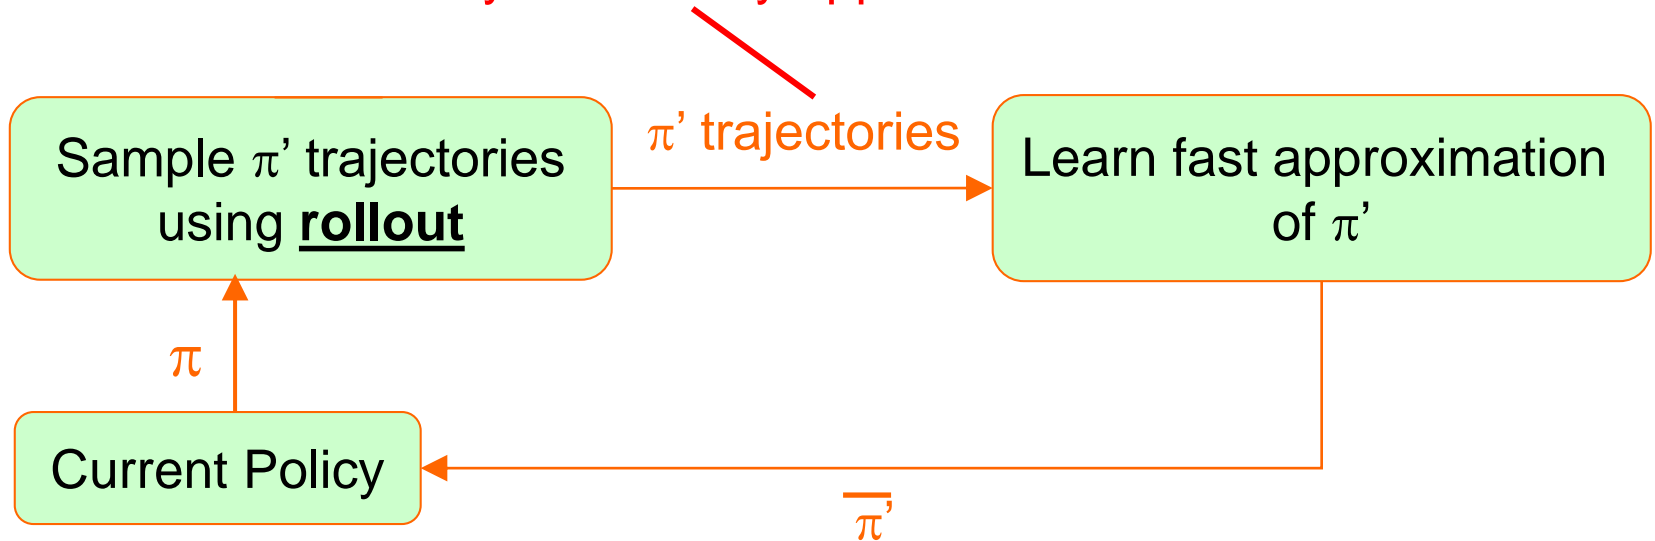 π’ trajectories
Sample π’ trajectories
using rollout
Learn fast approximation
of π’
π
Current Policy
π̅’